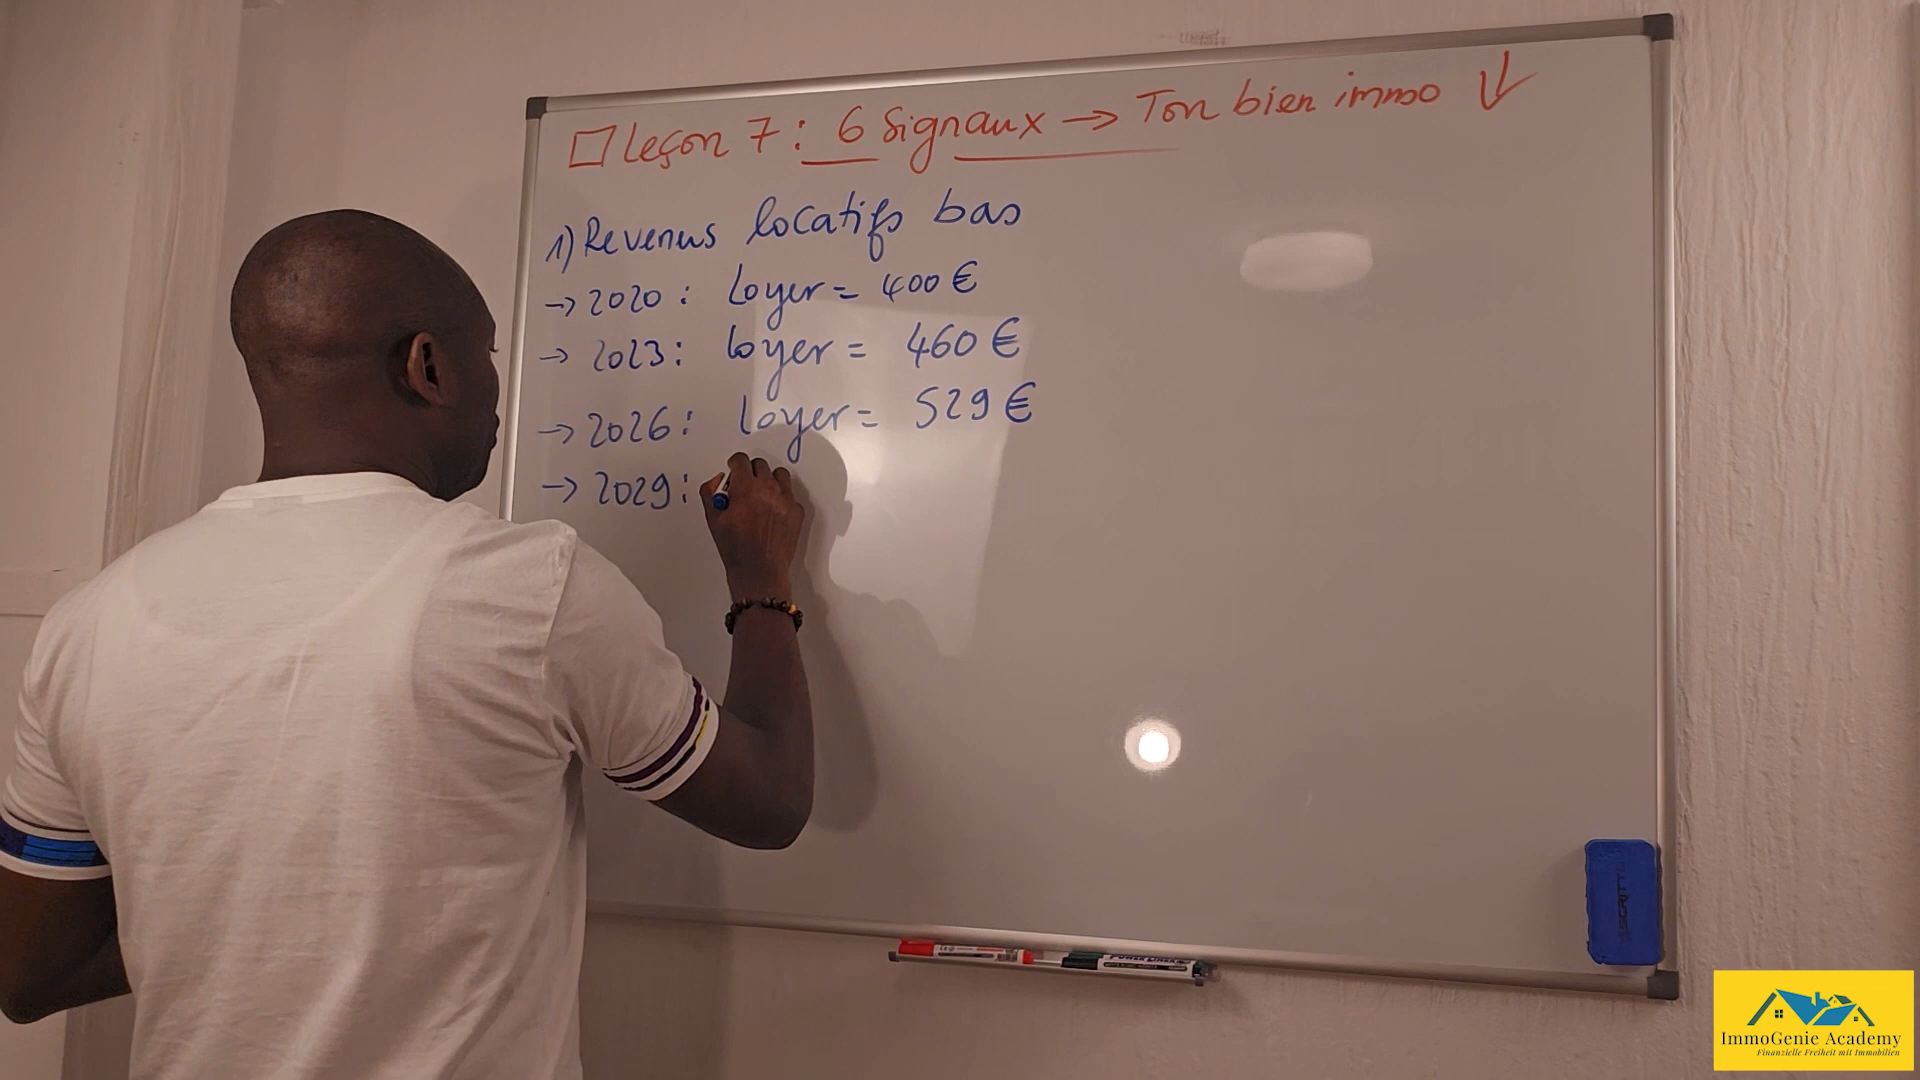 Leçon 7 : 6 Signaux → Ton bien immo ↓
1) Revenus locatifs bas
→ 2020 : Loyer = 400 €
→ 2023 : loyer = 460 €
→ 2026 : loyer = 529 €
→ 2029 :
ImmoGenie Academy
Finanzielle Freiheit mit Immobilien